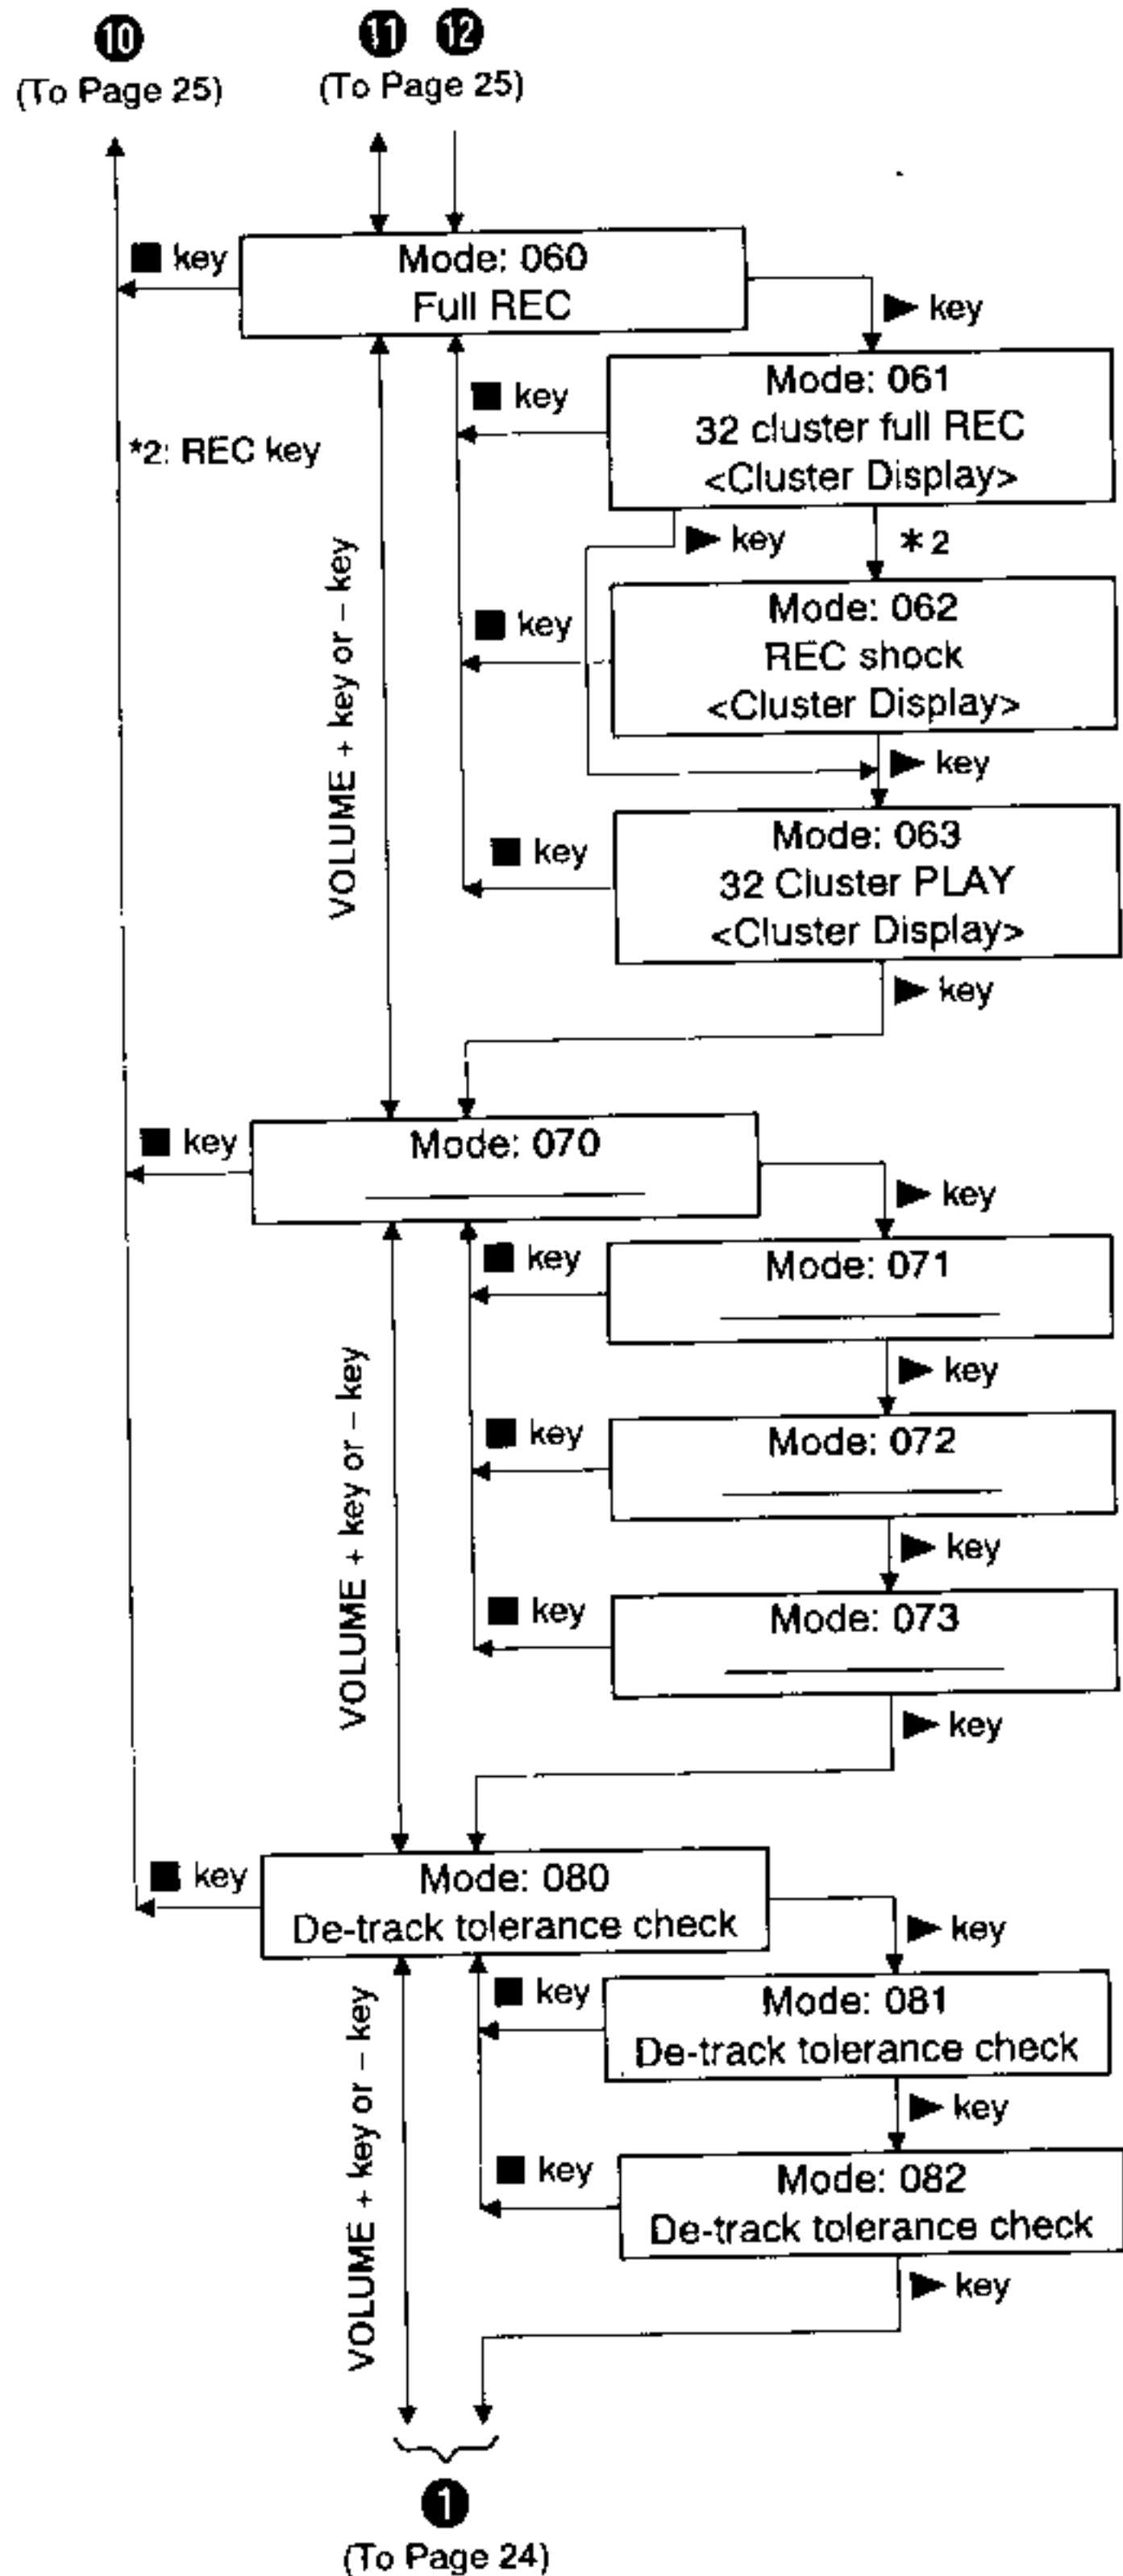 10 11 12
(To Page 25) (To Page 25)
■ key
Mode: 060
Full REC
▶ key
*2: REC key
■ key
Mode: 061
32 cluster full REC
<Cluster Display>
▶ key
*2
VOLUME + key or – key
■ key
Mode: 062
REC shock
<Cluster Display>
▶ key
■ key
Mode: 063
32 Cluster PLAY
<Cluster Display>
▶ key
■ key
Mode: 070
▶ key
■ key
Mode: 071
▶ key
VOLUME + key or – key
■ key
Mode: 072
▶ key
■ key
Mode: 073
▶ key
■ key
Mode: 080
De-track tolerance check
▶ key
■ key
Mode: 081
De-track tolerance check
▶ key
VOLUME + key or – key
■ key
Mode: 082
De-track tolerance check
▶ key
1
(To Page 24)